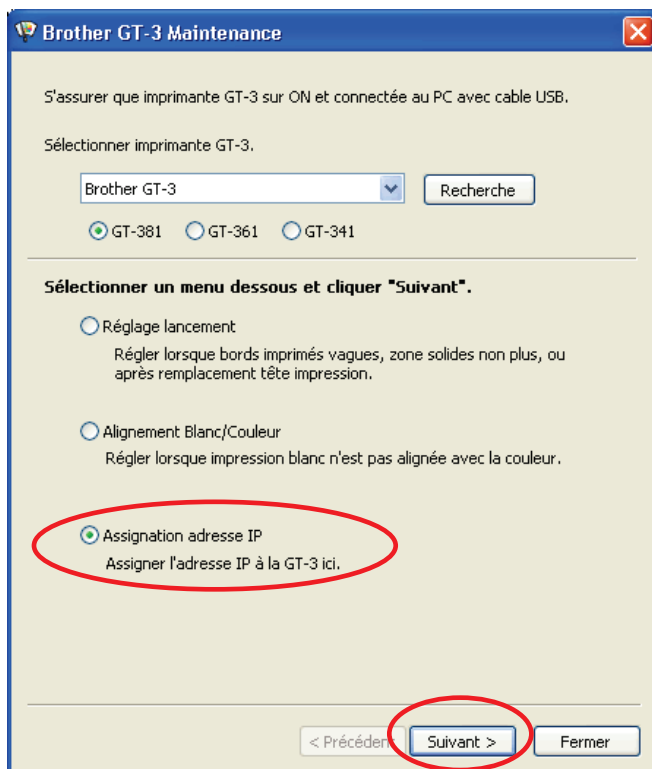 Brother GT-3 Maintenance
S'assurer que imprimante GT-3 sur ON et connectée au PC avec cable USB.
Sélectionner imprimante GT-3.
Brother GT-3 Recherche
GT-381 GT-361 GT-341
Sélectionner un menu dessous et cliquer "Suivant".
Réglage lancement
Régler lorsque bords imprimés vagues, zone solides non plus, ou
après remplacement tête impression.
Alignement Blanc/Couleur
Régler lorsque impression blanc n'est pas alignée avec la couleur.
Assignation adresse IP
Assigner l'adresse IP à la GT-3 ici.
< Précédent Suivant > Fermer